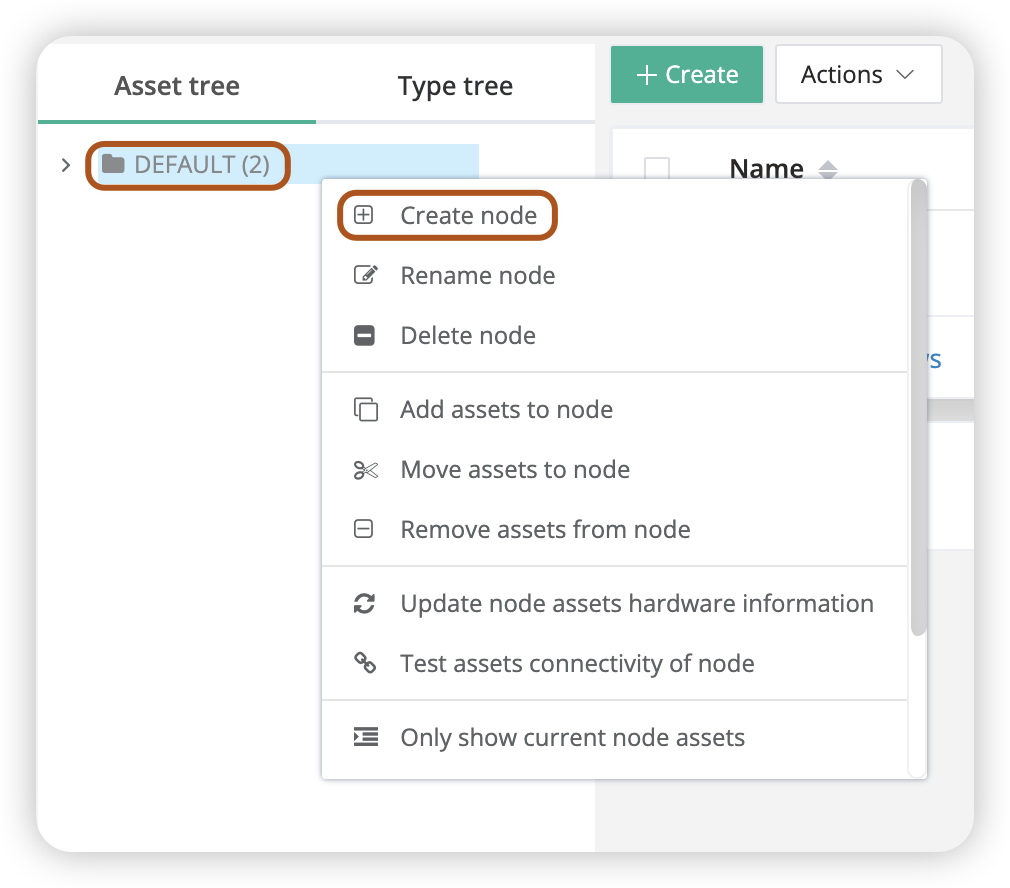 Asset tree
Type tree
+ Create
Actions
DEFAULT (2)
Name
Create node
Rename node
Delete node
Add assets to node
Move assets to node
Remove assets from node
Update node assets hardware information
Test assets connectivity of node
Only show current node assets